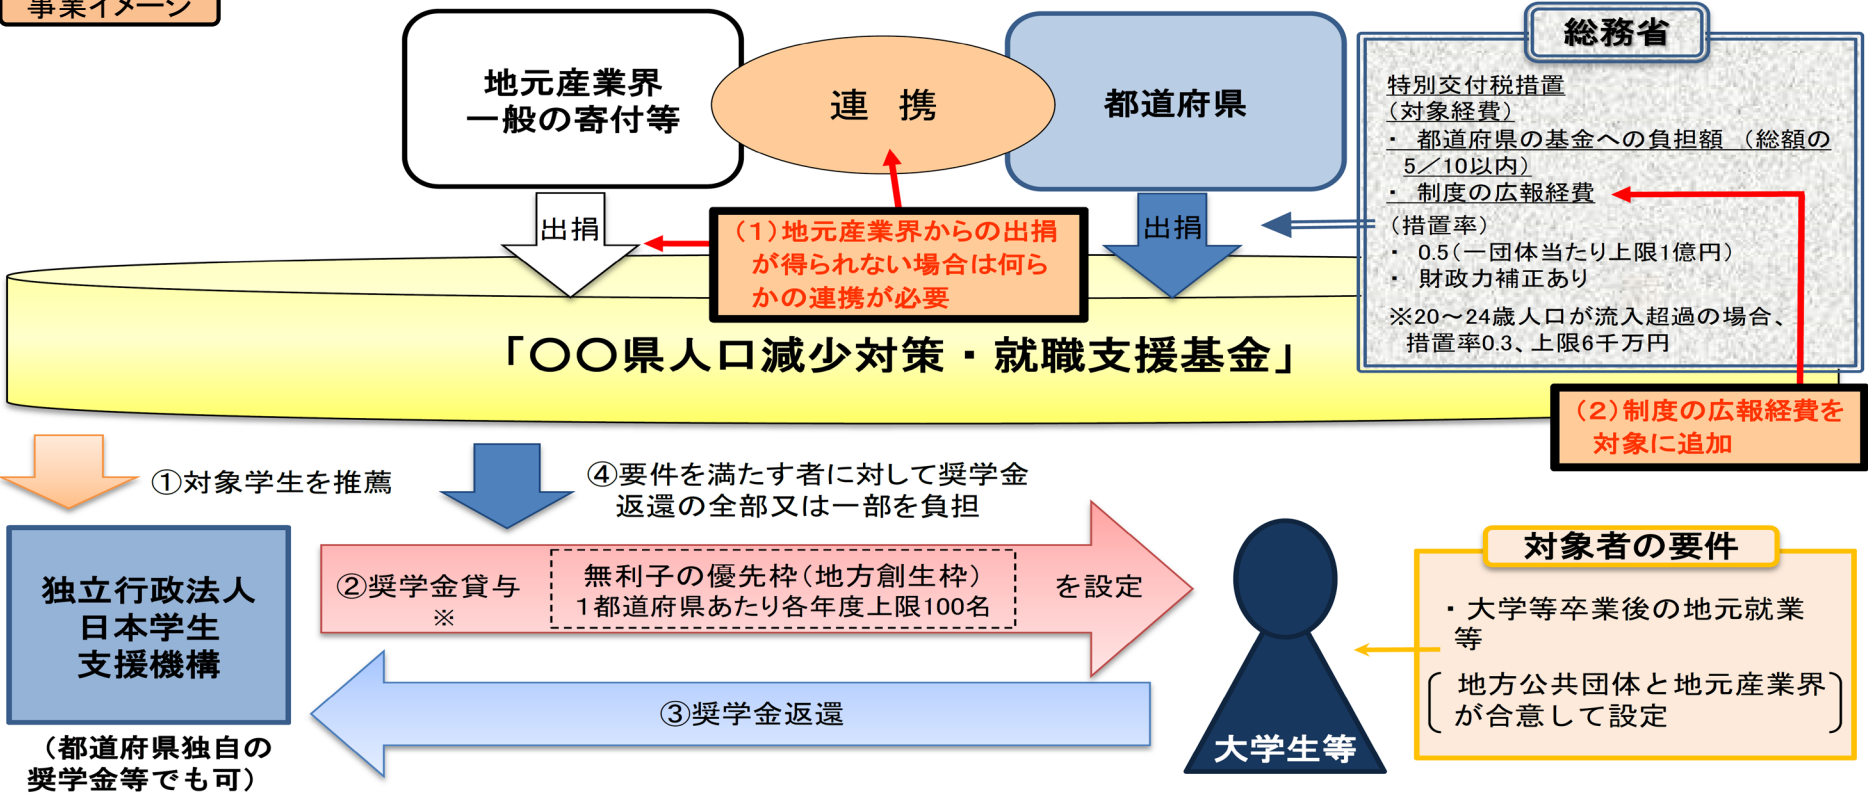 事業イメージ
地元産業界
一般の寄付等
連 携
都道府県
総務省
特別交付税措置
(対象経費)
・ 都道府県の基金への負担額 (総額の
5/10以内)
・ 制度の広報経費
(措置率)
・ 0.5(一団体当たり上限1億円)
・ 財政力補正あり
※20~24歳人口が流入超過の場合、
措置率0.3、上限6千万円
出捐
出捐
(1)地元産業界からの出捐
が得られない場合は何ら
かの連携が必要
「〇〇県人口減少対策・就職支援基金」
(2)制度の広報経費を
対象に追加
①対象学生を推薦
④要件を満たす者に対して奨学金
返還の全部又は一部を負担
独立行政法人
日本学生
支援機構
(都道府県独自の
奨学金等でも可)
②奨学金貸与
※
無利子の優先枠(地方創生枠)
1都道府県あたり各年度上限100名
を設定
③奨学金返還
大学生等
対象者の要件
・大学等卒業後の地元就業
等
地方公共団体と地元産業界
が合意して設定